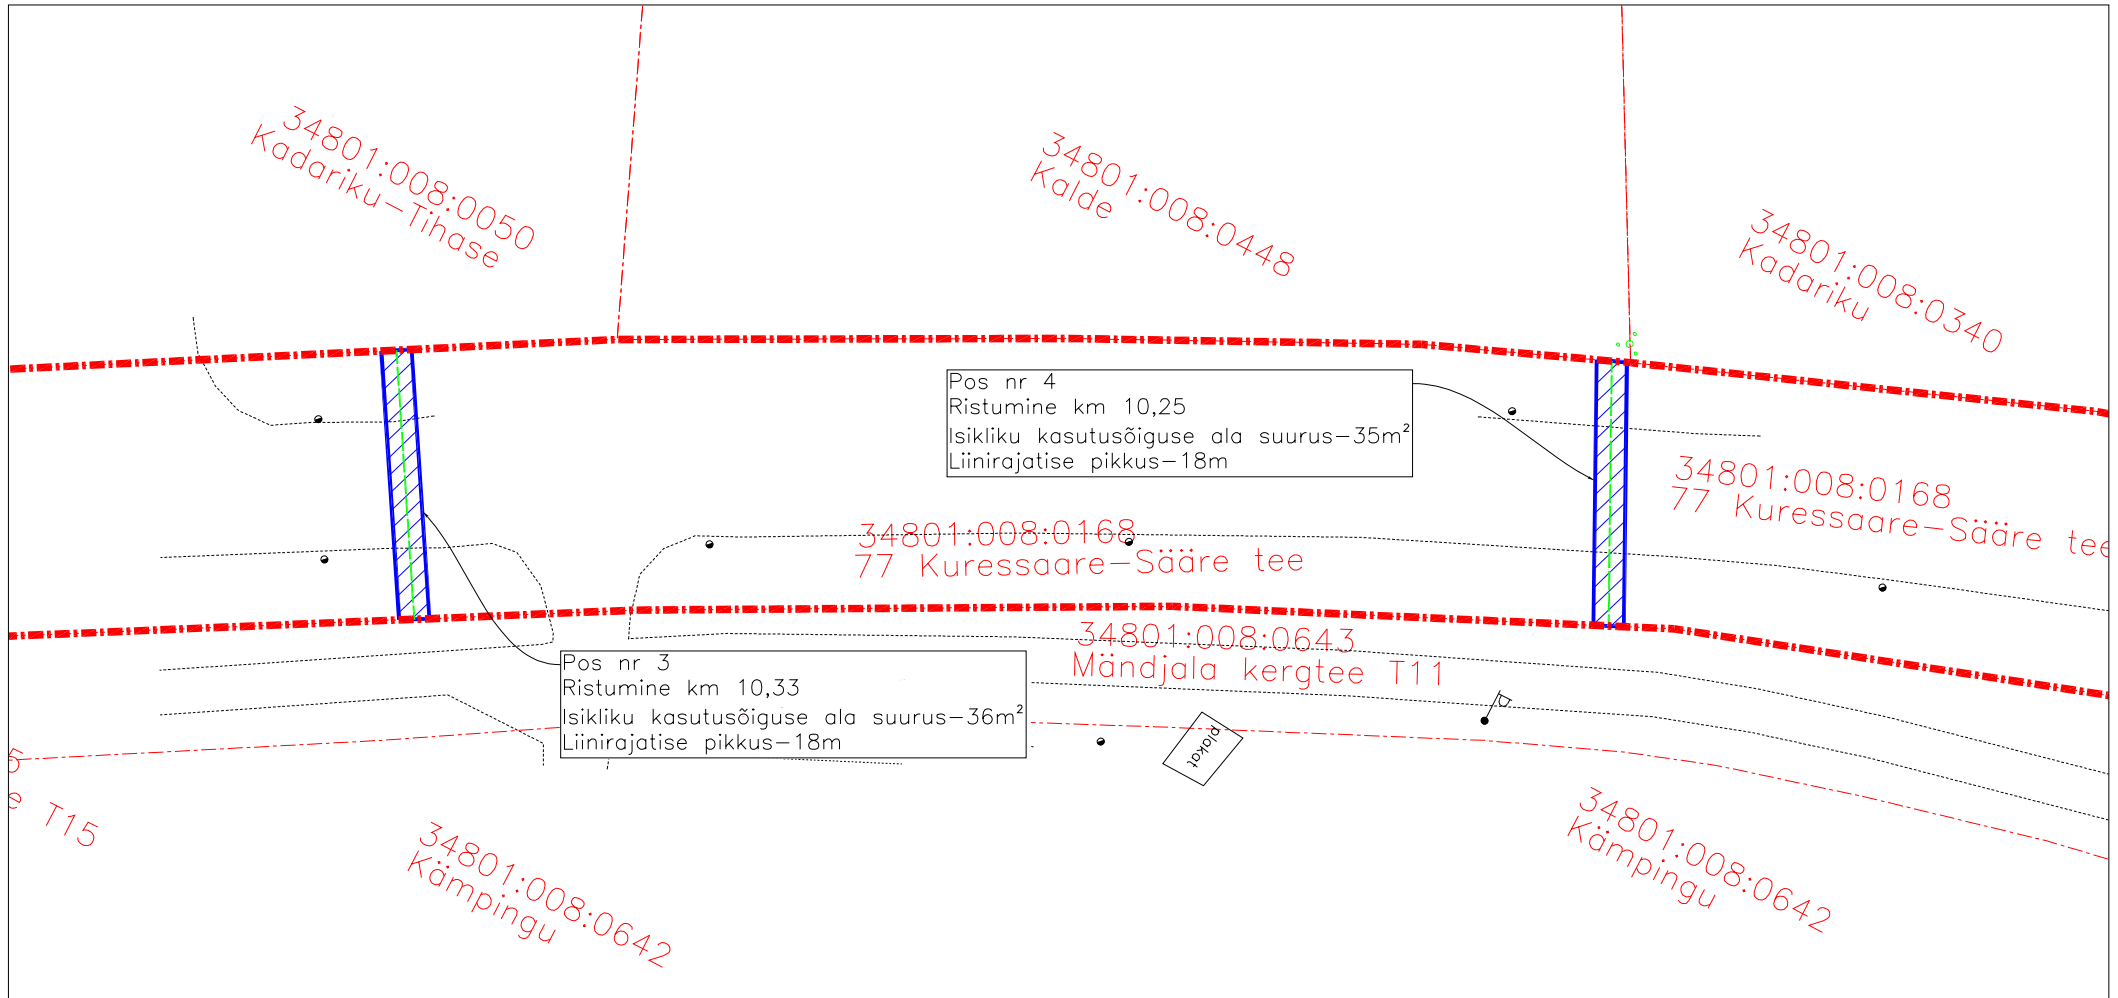 34801:008:0050
Kadariku-Tihase
34801:008:0448
Kalde
34801:008:0340
Kadariku
Pos nr 4
Ristumine km 10,25
Isikliku kasutusõiguse ala suurus-35m²
Liinirajatise pikkus-18m
34801:008:0168
77 Kuressaare-Sääre tee
34801:008:0168
77 Kuressaare-Sääre tee
34801:008:0643
Mändjala kergtee T11
Pos nr 3
Ristumine km 10,33
Isikliku kasutusõiguse ala suurus-36m²
Liinirajatise pikkus-18m
plakat
5
e T15
34801:008:0642
Kämpingu
34801:008:0642
Kämpingu